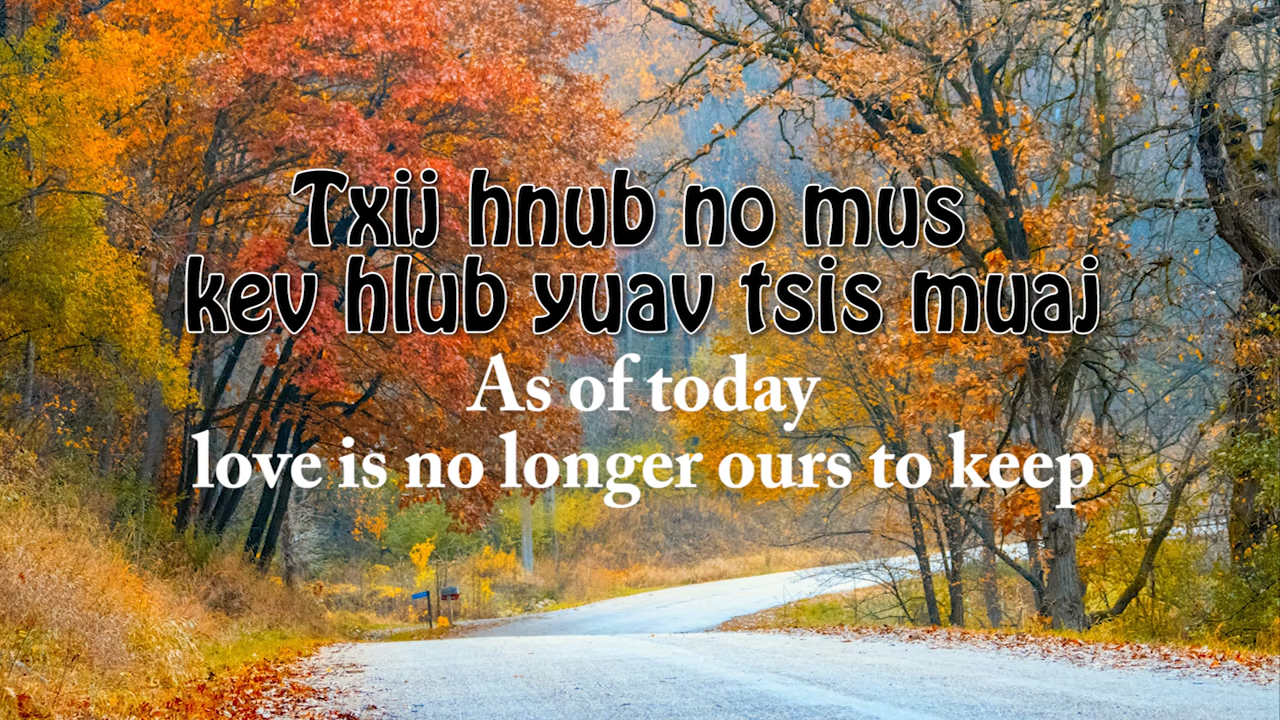 Txij hnub no mus
kev hlub yuav tsis muaj
As of today
love is no longer ours to keep